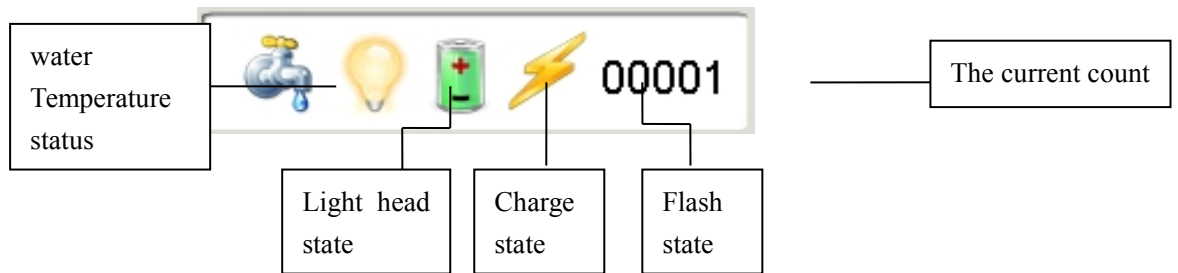 water
Temperature
status
00001
The current count
Light head
state
Charge
state
Flash
state